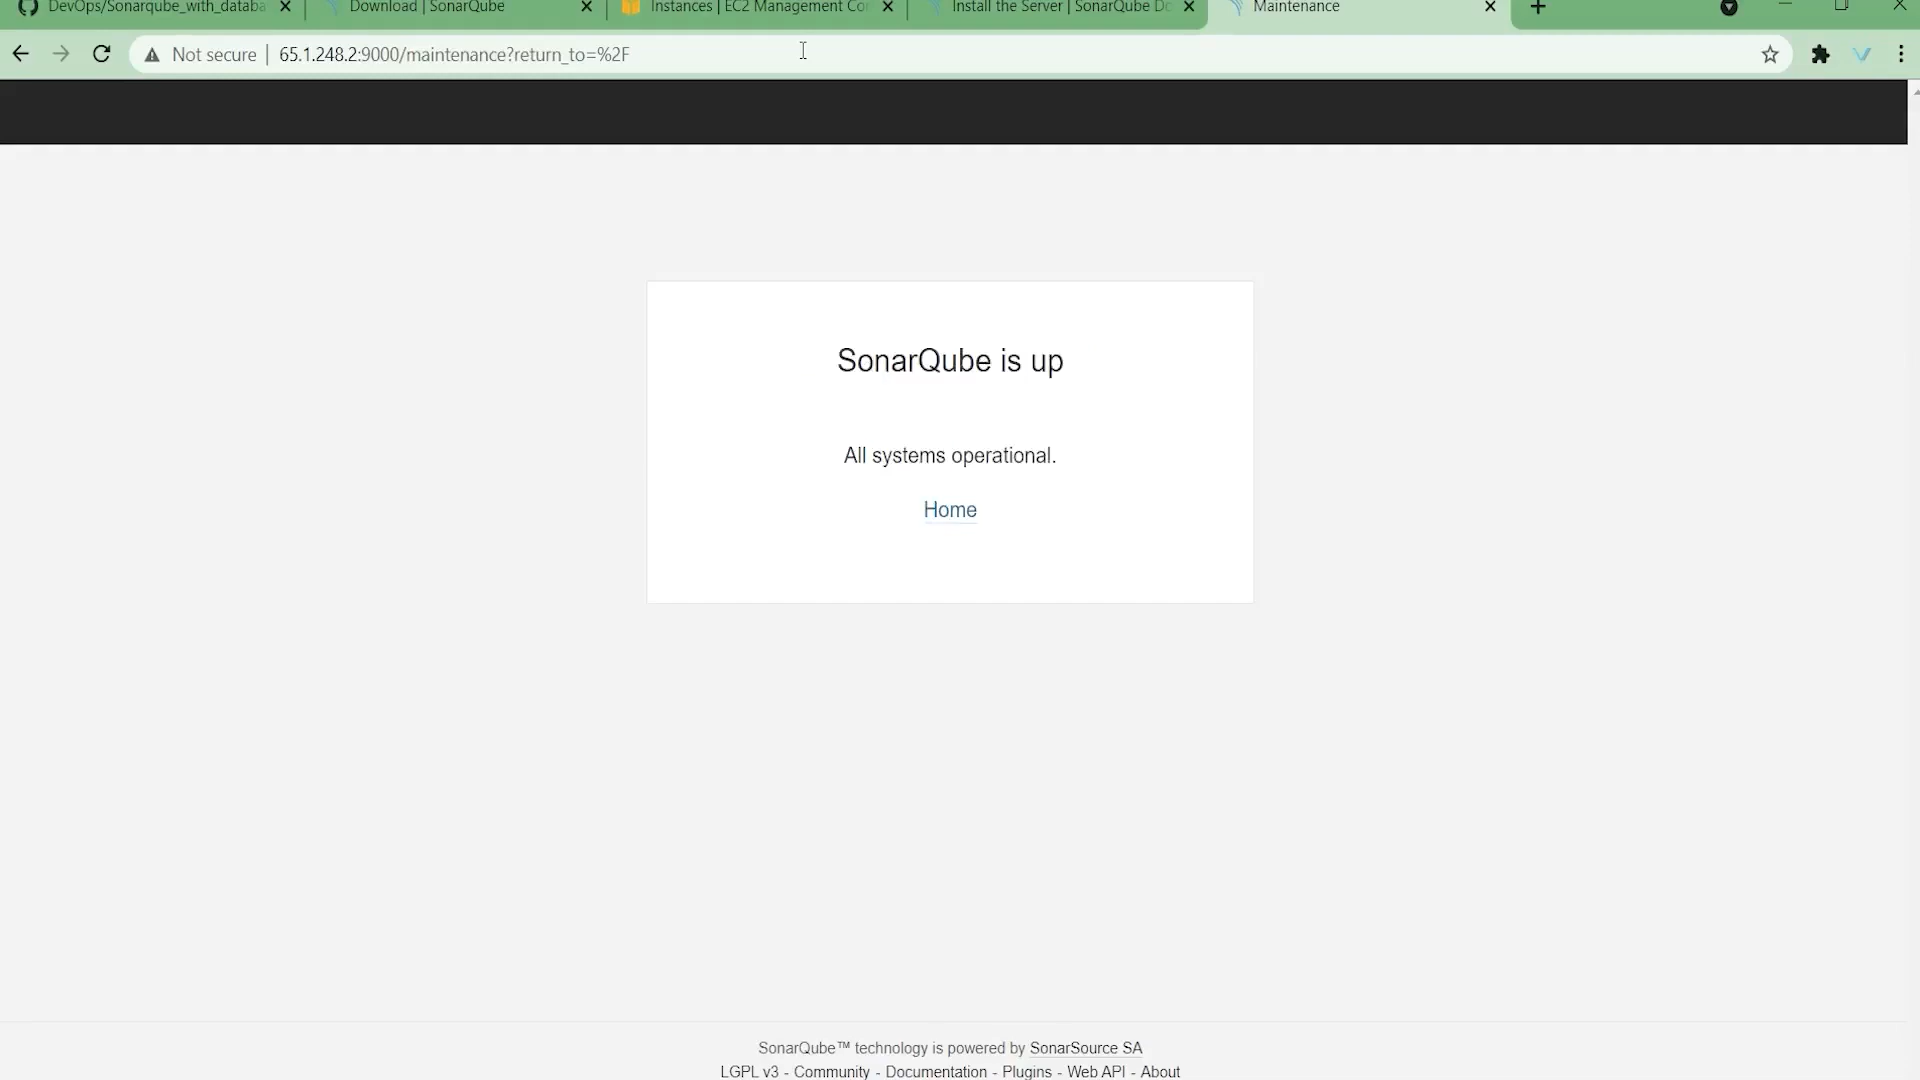 DevOps/Sonarqube_with_databa
Download | SonarQube
Instances | EC2 Management Co
Install the Server | SonarQube Do
Maintenance
Not secure | 65.1.248.2:9000/maintenance?return_to=%2F
SonarQube is up
All systems operational.
Home
SonarQube™ technology is powered by SonarSource SA
LGPL v3 - Community - Documentation - Plugins - Web API - About